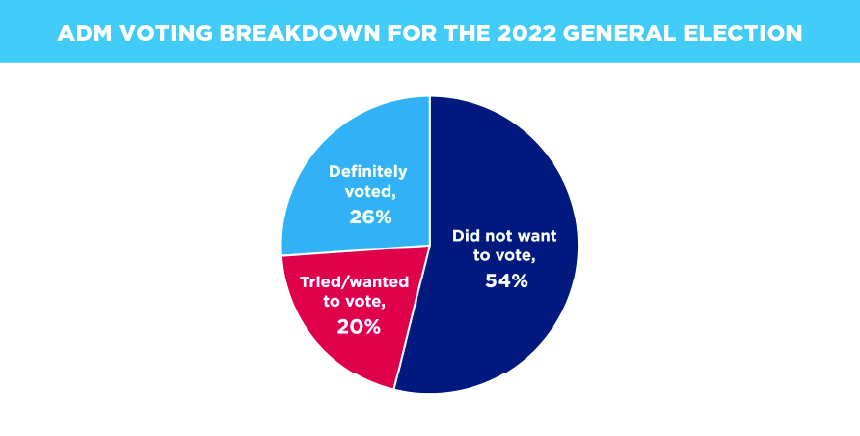 ADM VOTING BREAKDOWN FOR THE 2022 GENERAL ELECTION
Definitely
voted,
26%
Did not want
to vote,
54%
Tried/wanted
to vote,
20%